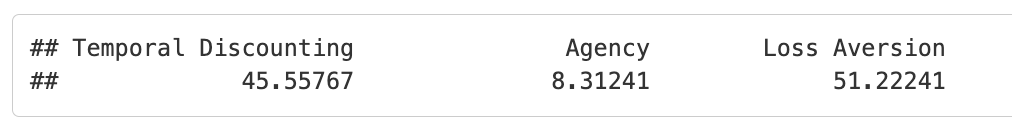 ## Temporal Discounting               Agency        Loss Aversion
##             45.55767              8.31241             51.22241